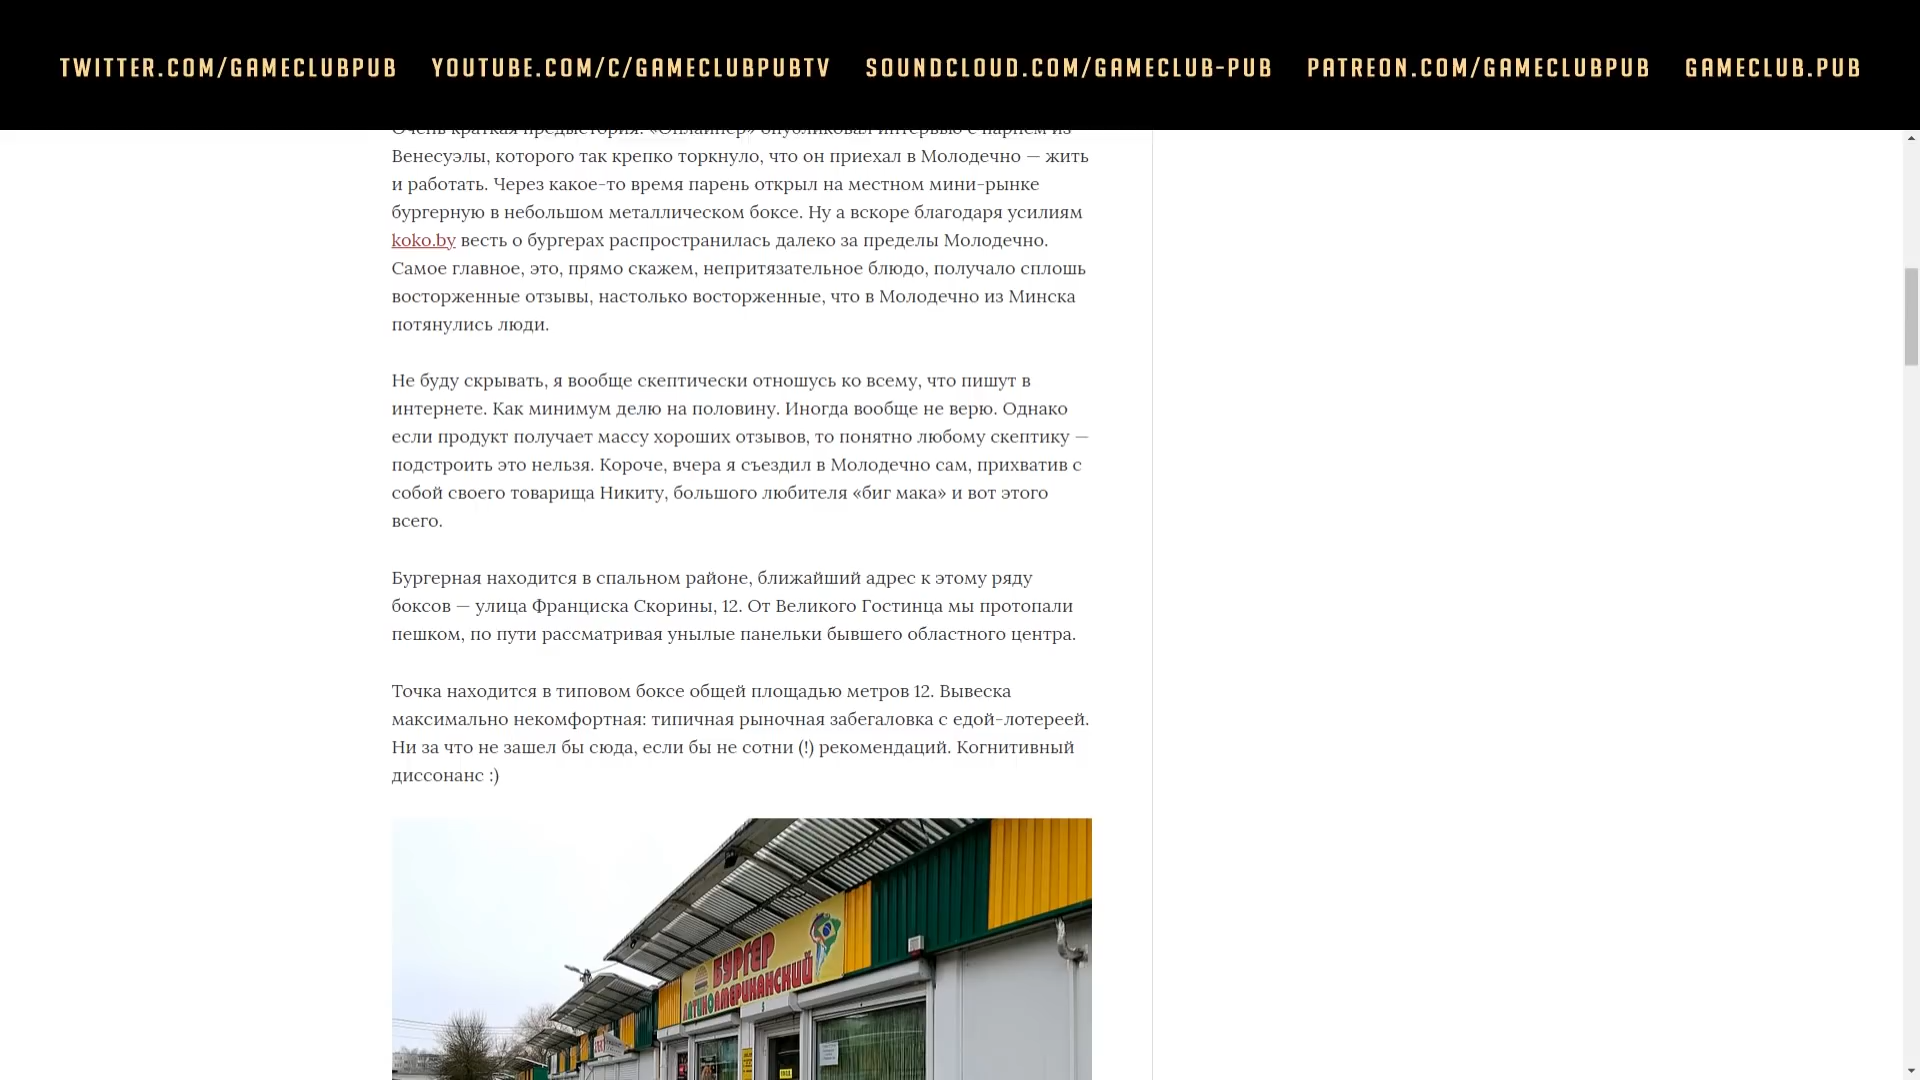 TWITTER.COM/GAMECLUBPUB YOUTUBE.COM/C/GAMECLUBPUBTV SOUNDCLOUD.COM/GAMECLUB-PUB PATREON.COM/GAMECLUBPUB GAMECLUB.PUB
Очень краткая предыстория. «Онлайнер» опубликовал интервью с парнем из
Венесуэлы, которого так крепко торкнуло, что он приехал в Молодечно — жить
и работать. Через какое-то время парень открыл на местном мини-рынке
бургерную в небольшом металлическом боксе. Ну а вскоре благодаря усилиям
koko.by весть о бургерах распространилась далеко за пределы Молодечно.
Самое главное, это, прямо скажем, непритязательное блюдо, получало сплошь
восторженные отзывы, настолько восторженные, что в Молодечно из Минска
потянулись люди.
Не буду скрывать, я вообще скептически отношусь ко всему, что пишут в
интернете. Как минимум делю на половину. Иногда вообще не верю. Однако
если продукт получает массу хороших отзывов, то понятно любому скептику —
подстроить это нельзя. Короче, вчера я съездил в Молодечно сам, прихватив с
собой своего товарища Никиту, большого любителя «биг мака» и вот этого
всего.
Бургерная находится в спальном районе, ближайший адрес к этому ряду
боксов — улица Франциска Скорины, 12. От Великого Гостинца мы протопали
пешком, по пути рассматривая унылые панельки бывшего областного центра.
Точка находится в типовом боксе общей площадью метров 12. Вывеска
максимально некомфортная: типичная рыночная забегаловка с едой-лотереей.
Ни за что не зашел бы сюда, если бы не сотни (!) рекомендаций. Когнитивный
диссонанс :)
БУРГЕР
ЛАТИНОАМЕРИКАНСКИЙ